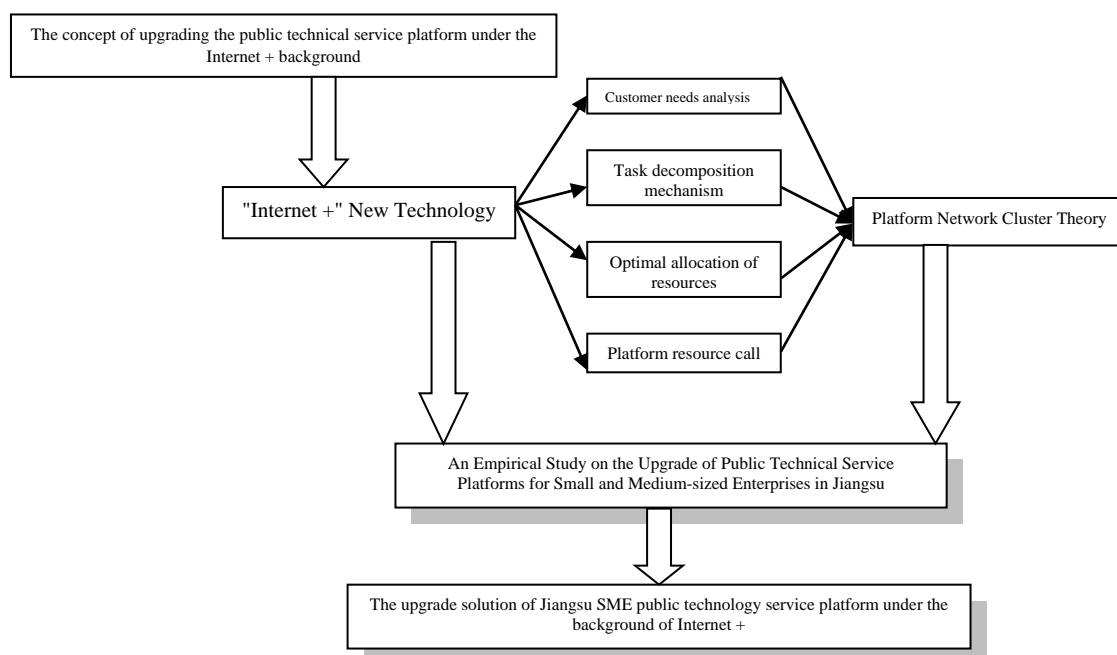 The concept of upgrading the public technical service platform under the
Internet + background
Customer needs analysis
Task decomposition
mechanism
"Internet +" New Technology
Platform Network Cluster Theory
Optimal allocation of
resources
Platform resource call
An Empirical Study on the Upgrade of Public Technical Service
Platforms for Small and Medium-sized Enterprises in Jiangsu
The upgrade solution of Jiangsu SME public technology service platform under the
background of Internet +